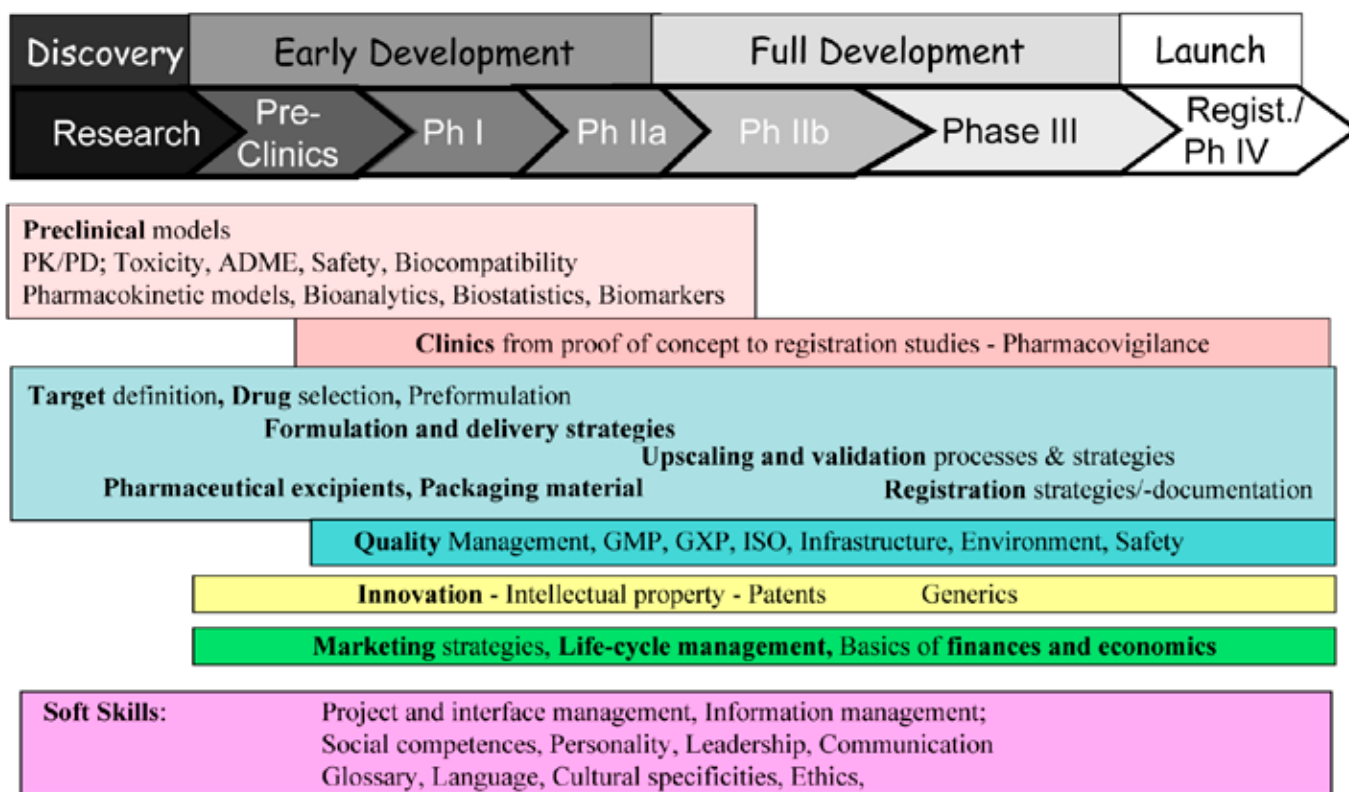 Discovery
Early Development
Full Development
Launch
Research
Pre-
Clinics
Ph I
Ph IIa
Ph IIb
Phase III
Regist./
Ph IV
Preclinical models
PK/PD; Toxicity, ADME, Safety, Biocompatibility
Pharmacokinetic models, Bioanalytics, Biostatistics, Biomarkers
Clinics from proof of concept to registration studies - Pharmacovigilance
Target definition, Drug selection, Preformulation
Formulation and delivery strategies
Upscaling and validation processes & strategies
Pharmaceutical excipients, Packaging material
Registration strategies/-documentation
Quality Management, GMP, GXP, ISO, Infrastructure, Environment, Safety
Innovation - Intellectual property - Patents Generics
Marketing strategies, Life-cycle management, Basics of finances and economics
Soft Skills: Project and interface management, Information management;
Social competences, Personality, Leadership, Communication
Glossary, Language, Cultural specificities, Ethics,